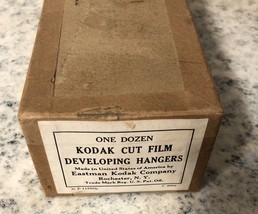 ONE DOZEN
KODAK CUT FILM
DEVELOPING HANGERS
Made in United States of America by
Eastman Kodak Company
Rochester, N. Y.
Trade Mark Reg. U. S. Pat. Off.